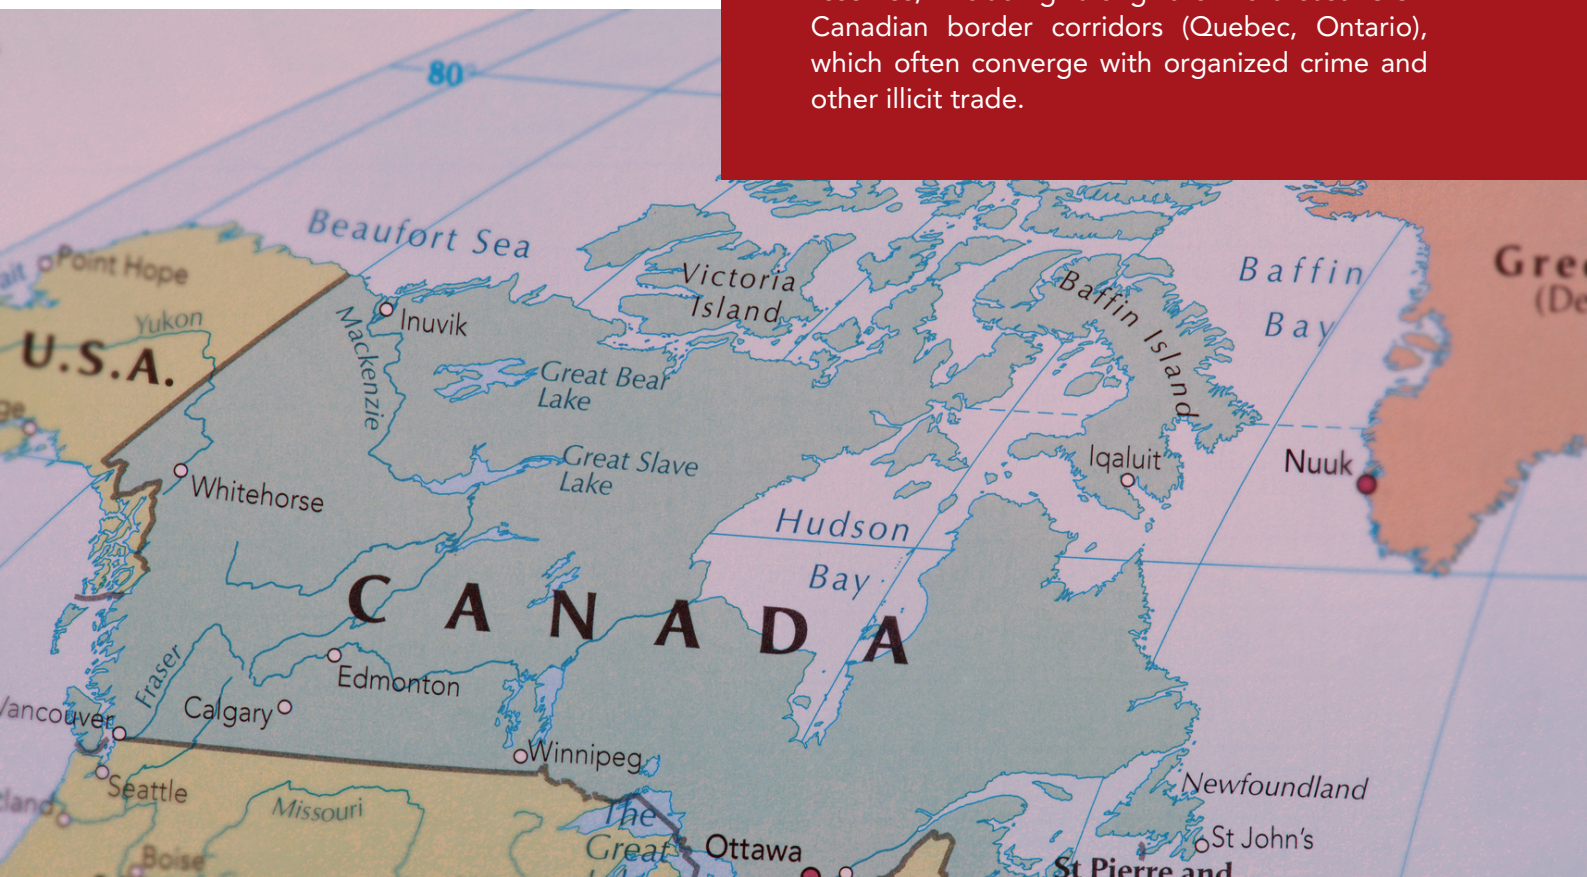 Canadian border corridors (Quebec, Ontario),
which often converge with organized crime and
other illicit trade.
80°
Beaufort Sea
Point Hope
Yukon
U.S.A.
Inuvik
Mackenzie
Victoria
Island
Baffin Island
Baffin
Bay
Great Bear
Lake
Great Slave
Lake
Iqaluit
Nuuk
Whitehorse
Hudson
Bay
CANADA
Fraser
Edmonton
Calgary
Vancouver
Winnipeg
Seattle
Missouri
Newfoundland
St John's
The
Great
Ottawa
Boise
St Pierre and